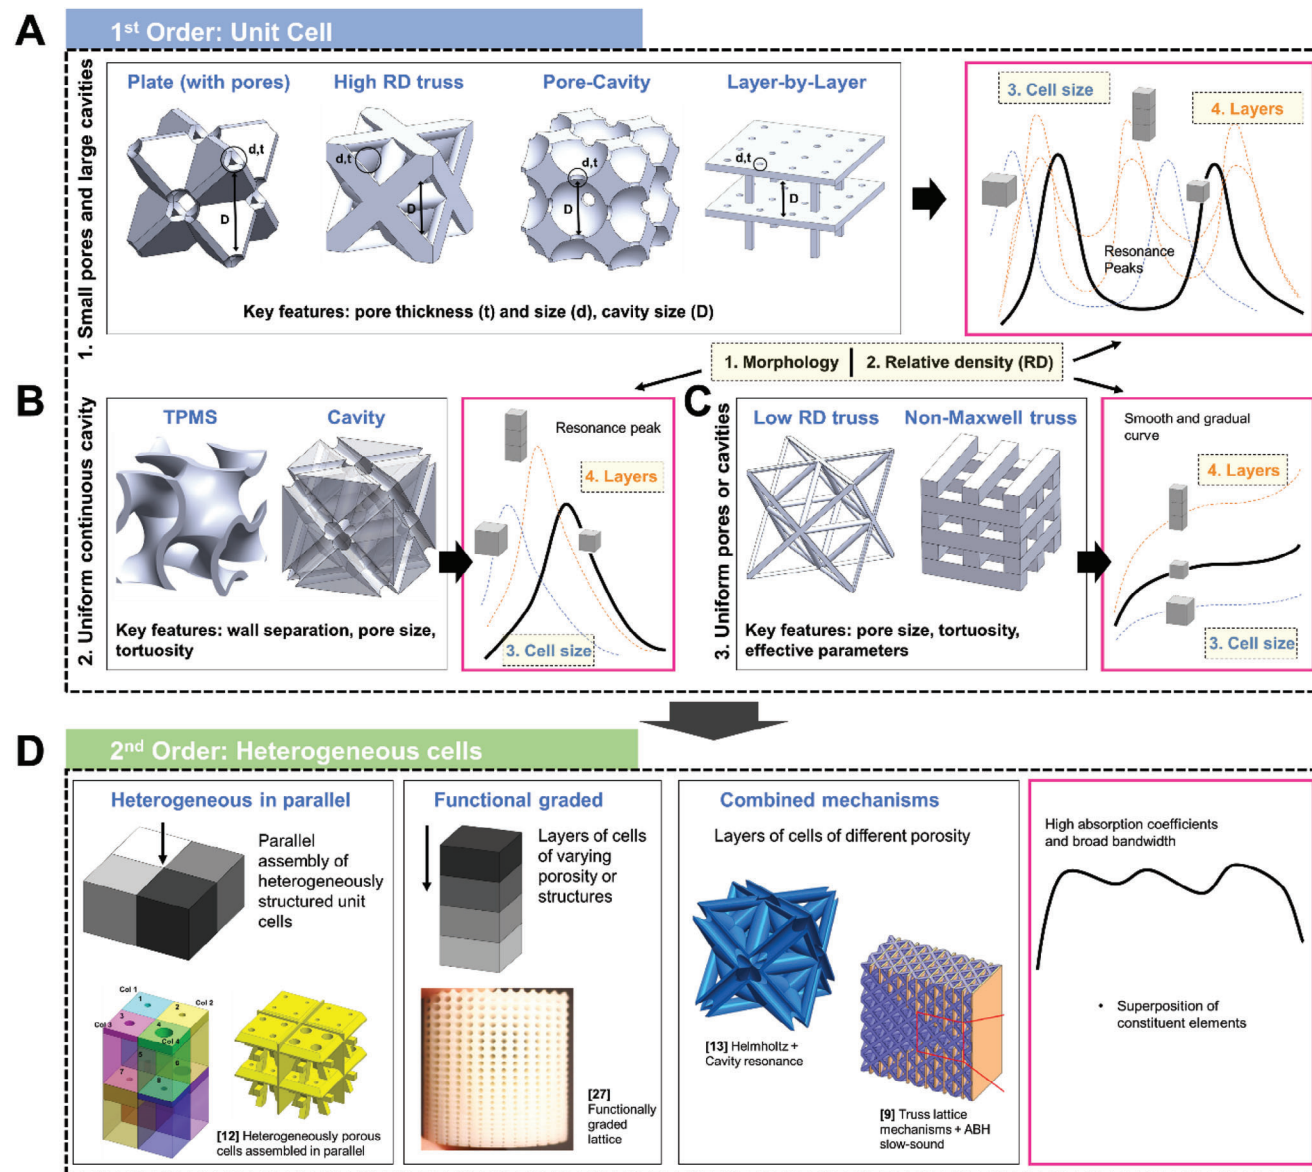 A
1st Order: Unit Cell
1. Small pores and large cavities
Plate (with pores)
High RD truss
Pore-Cavity
Layer-by-Layer
d,t
D
d,t
D
d,t
D
d,t
D
Key features: pore thickness (t) and size (d), cavity size (D)
3. Cell size
4. Layers
Resonance
Peaks
1. Morphology | 2. Relative density (RD)
B
2. Uniform continuous cavity
TPMS
Cavity
Key features: wall separation, pore size,
tortuosity
Resonance peak
4. Layers
3. Cell size
C
3. Uniform pores or cavities
Low RD truss
Non-Maxwell truss
Key features: pore size, tortuosity,
effective parameters
Smooth and gradual
curve
4. Layers
3. Cell size
D
2nd Order: Heterogeneous cells
Heterogeneous in parallel
Parallel
assembly of
heterogeneously
structured unit
cells
Col 1
Col 2
Col 3
Col 4
1
2
3
4
5
6
7
8
[12] Heterogeneously porous
cells assembled in parallel
Functional graded
Layers of cells
of varying
porosity or
structures
[27]
Functionally
graded
lattice
Combined mechanisms
Layers of cells of different porosity
[13] Helmholtz +
Cavity resonance
[9] Truss lattice
mechanisms + ABH
slow-sound
High absorption coefficients
and broad bandwidth
• Superposition of
constituent elements